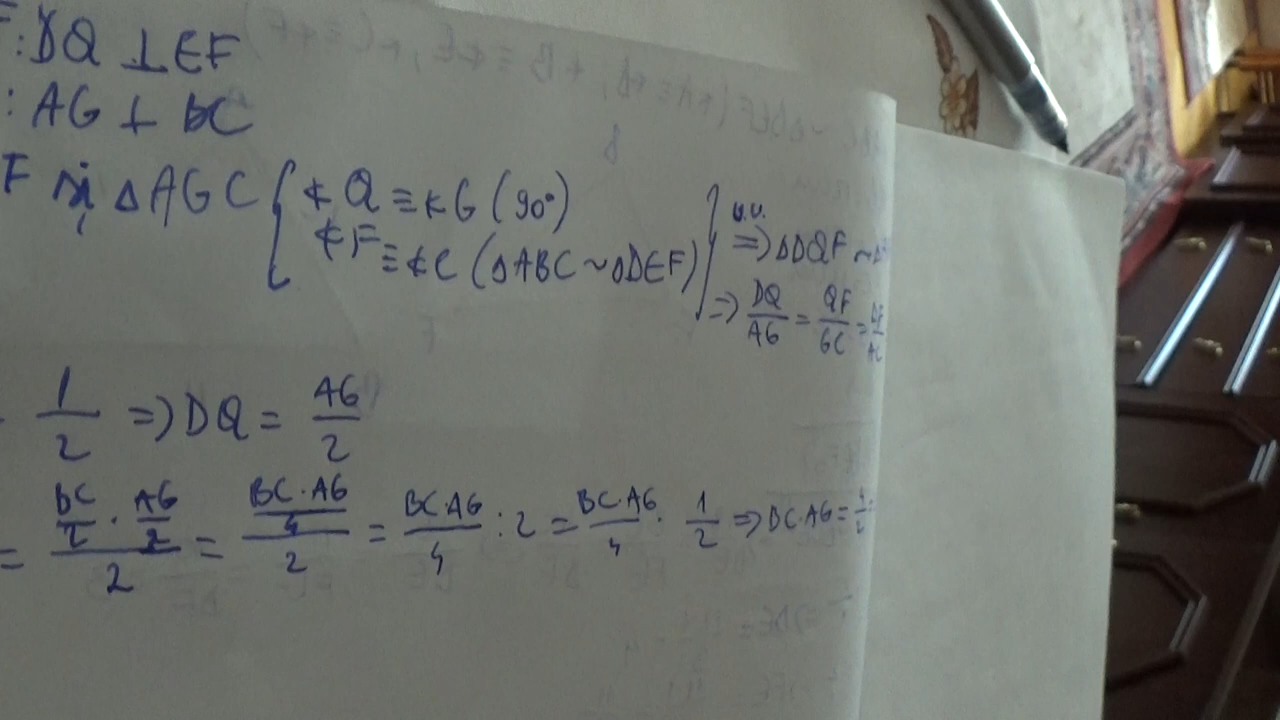 F: DQ ⊥ EF
: AG ⊥ BC
F și ΔAGC { ∢Q ≡ ∢G (90°)
∢F ≡ ∢C (ΔABC ~ ΔDEF) } U.U. => ΔDQF ~
=> DQ/AG = QF/GC = DF/AC
1/2 => DQ = AG/2
= (BC/2 · AG/2)/2 = (BC·AG/4)/2 = BC·AG/4 : 2 = BC·AG/4 · 1/2 => BC·AG =